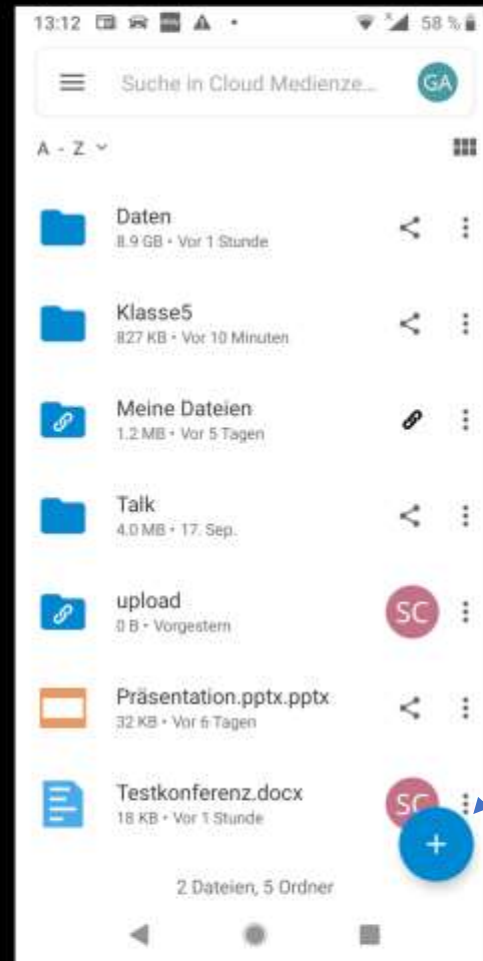 13:12
58 %
Suche in Cloud Medienze...
GA
A - Z
Daten
8.9 GB • Vor 1 Stunde
Klasse5
827 KB • Vor 10 Minuten
Meine Dateien
1.2 MB • Vor 5 Tagen
Talk
4.0 MB • 17. Sep.
upload
0 B • Vorgestern
SC
Präsentation.pptx.pptx
32 KB • Vor 6 Tagen
Testkonferenz.docx
18 KB • Vor 1 Stunde
SC
+
2 Dateien, 5 Ordner